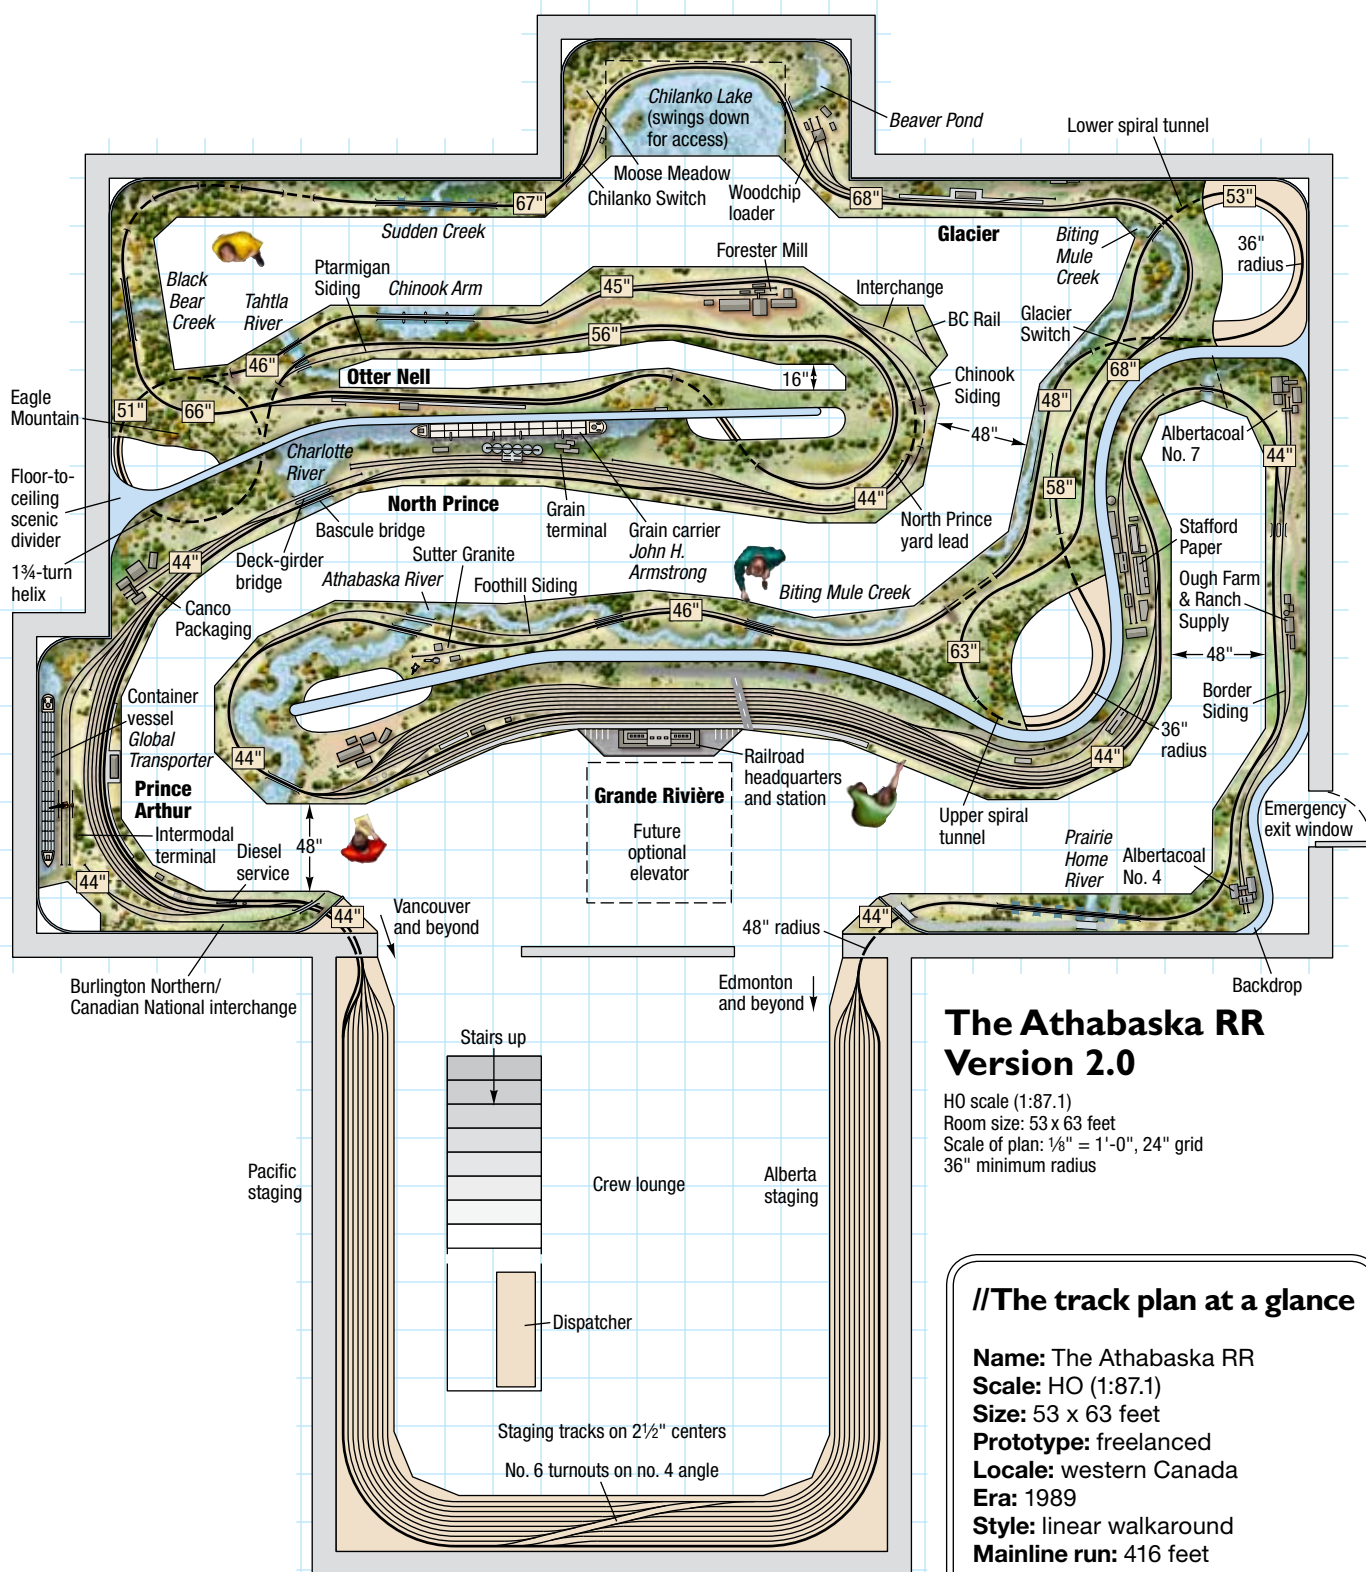 Chilanko Lake
(swings down
for access)
Beaver Pond
Lower spiral tunnel
Moose Meadow
Chilanko Switch
Woodchip
loader
67"
68"
53"
Sudden Creek
Glacier
Biting
Mule
Creek
36"
radius
Forester Mill
Ptarmigan
Siding
Chinook Arm
Black
Bear
Creek
Tahtla
River
45"
Interchange
BC Rail
Glacier
Switch
56"
46"
Otter Nell
16"
68"
Chinook
Siding
Eagle
Mountain
51"
66"
48"
48"
Albertacoal
No. 7
44"
Floor-to-
ceiling
scenic
divider
Charlotte
River
58"
North Prince
44"
Grain
terminal
Grain carrier
John H.
Armstrong
North Prince
yard lead
Bascule bridge
Deck-girder
bridge
Stafford
Paper
1¾-turn
helix
44"
Sutter Granite
Athabaska River
Foothill Siding
Biting Mule Creek
Ough Farm
& Ranch
Supply
Canco
Packaging
46"
63"
48"
Container
vessel
Global
Transporter
Border
Siding
36"
radius
44"
44"
Prince
Arthur
Railroad
headquarters
and station
Grande Rivière
Future
optional
elevator
Upper spiral
tunnel
Emergency
exit window
Intermodal
terminal
Diesel
service
48"
Prairie
Home
River
Albertacoal
No. 4
44"
44"
Vancouver
and beyond
48" radius
44"
Burlington Northern/
Canadian National interchange
Edmonton
and beyond
Backdrop
The Athabaska RR
Version 2.0
HO scale (1:87.1)
Room size: 53 x 63 feet
Scale of plan: ⅛" = 1'-0", 24" grid
36" minimum radius
Stairs up
Pacific
staging
Crew lounge
Alberta
staging
Dispatcher
Staging tracks on 2½" centers
No. 6 turnouts on no. 4 angle
//The track plan at a glance
Name: The Athabaska RR
Scale: HO (1:87.1)
Size: 53 x 63 feet
Prototype: freelanced
Locale: western Canada
Era: 1989
Style: linear walkaround
Mainline run: 416 feet